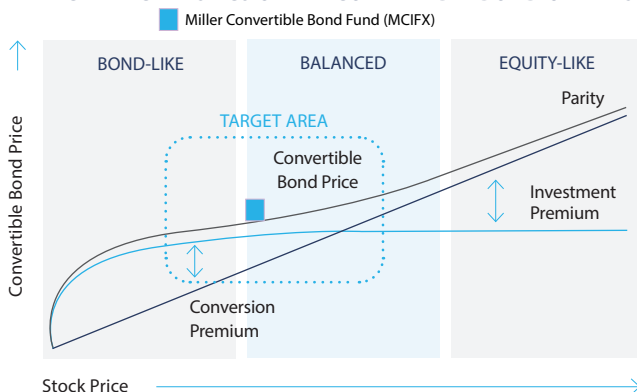 Miller Convertible Bond Fund (MCIFX)
BOND-LIKE
BALANCED
EQUITY-LIKE
Parity
TARGET AREA
Convertible
Bond Price
Investment
Premium
Conversion
Premium
Convertible Bond Price
Stock Price